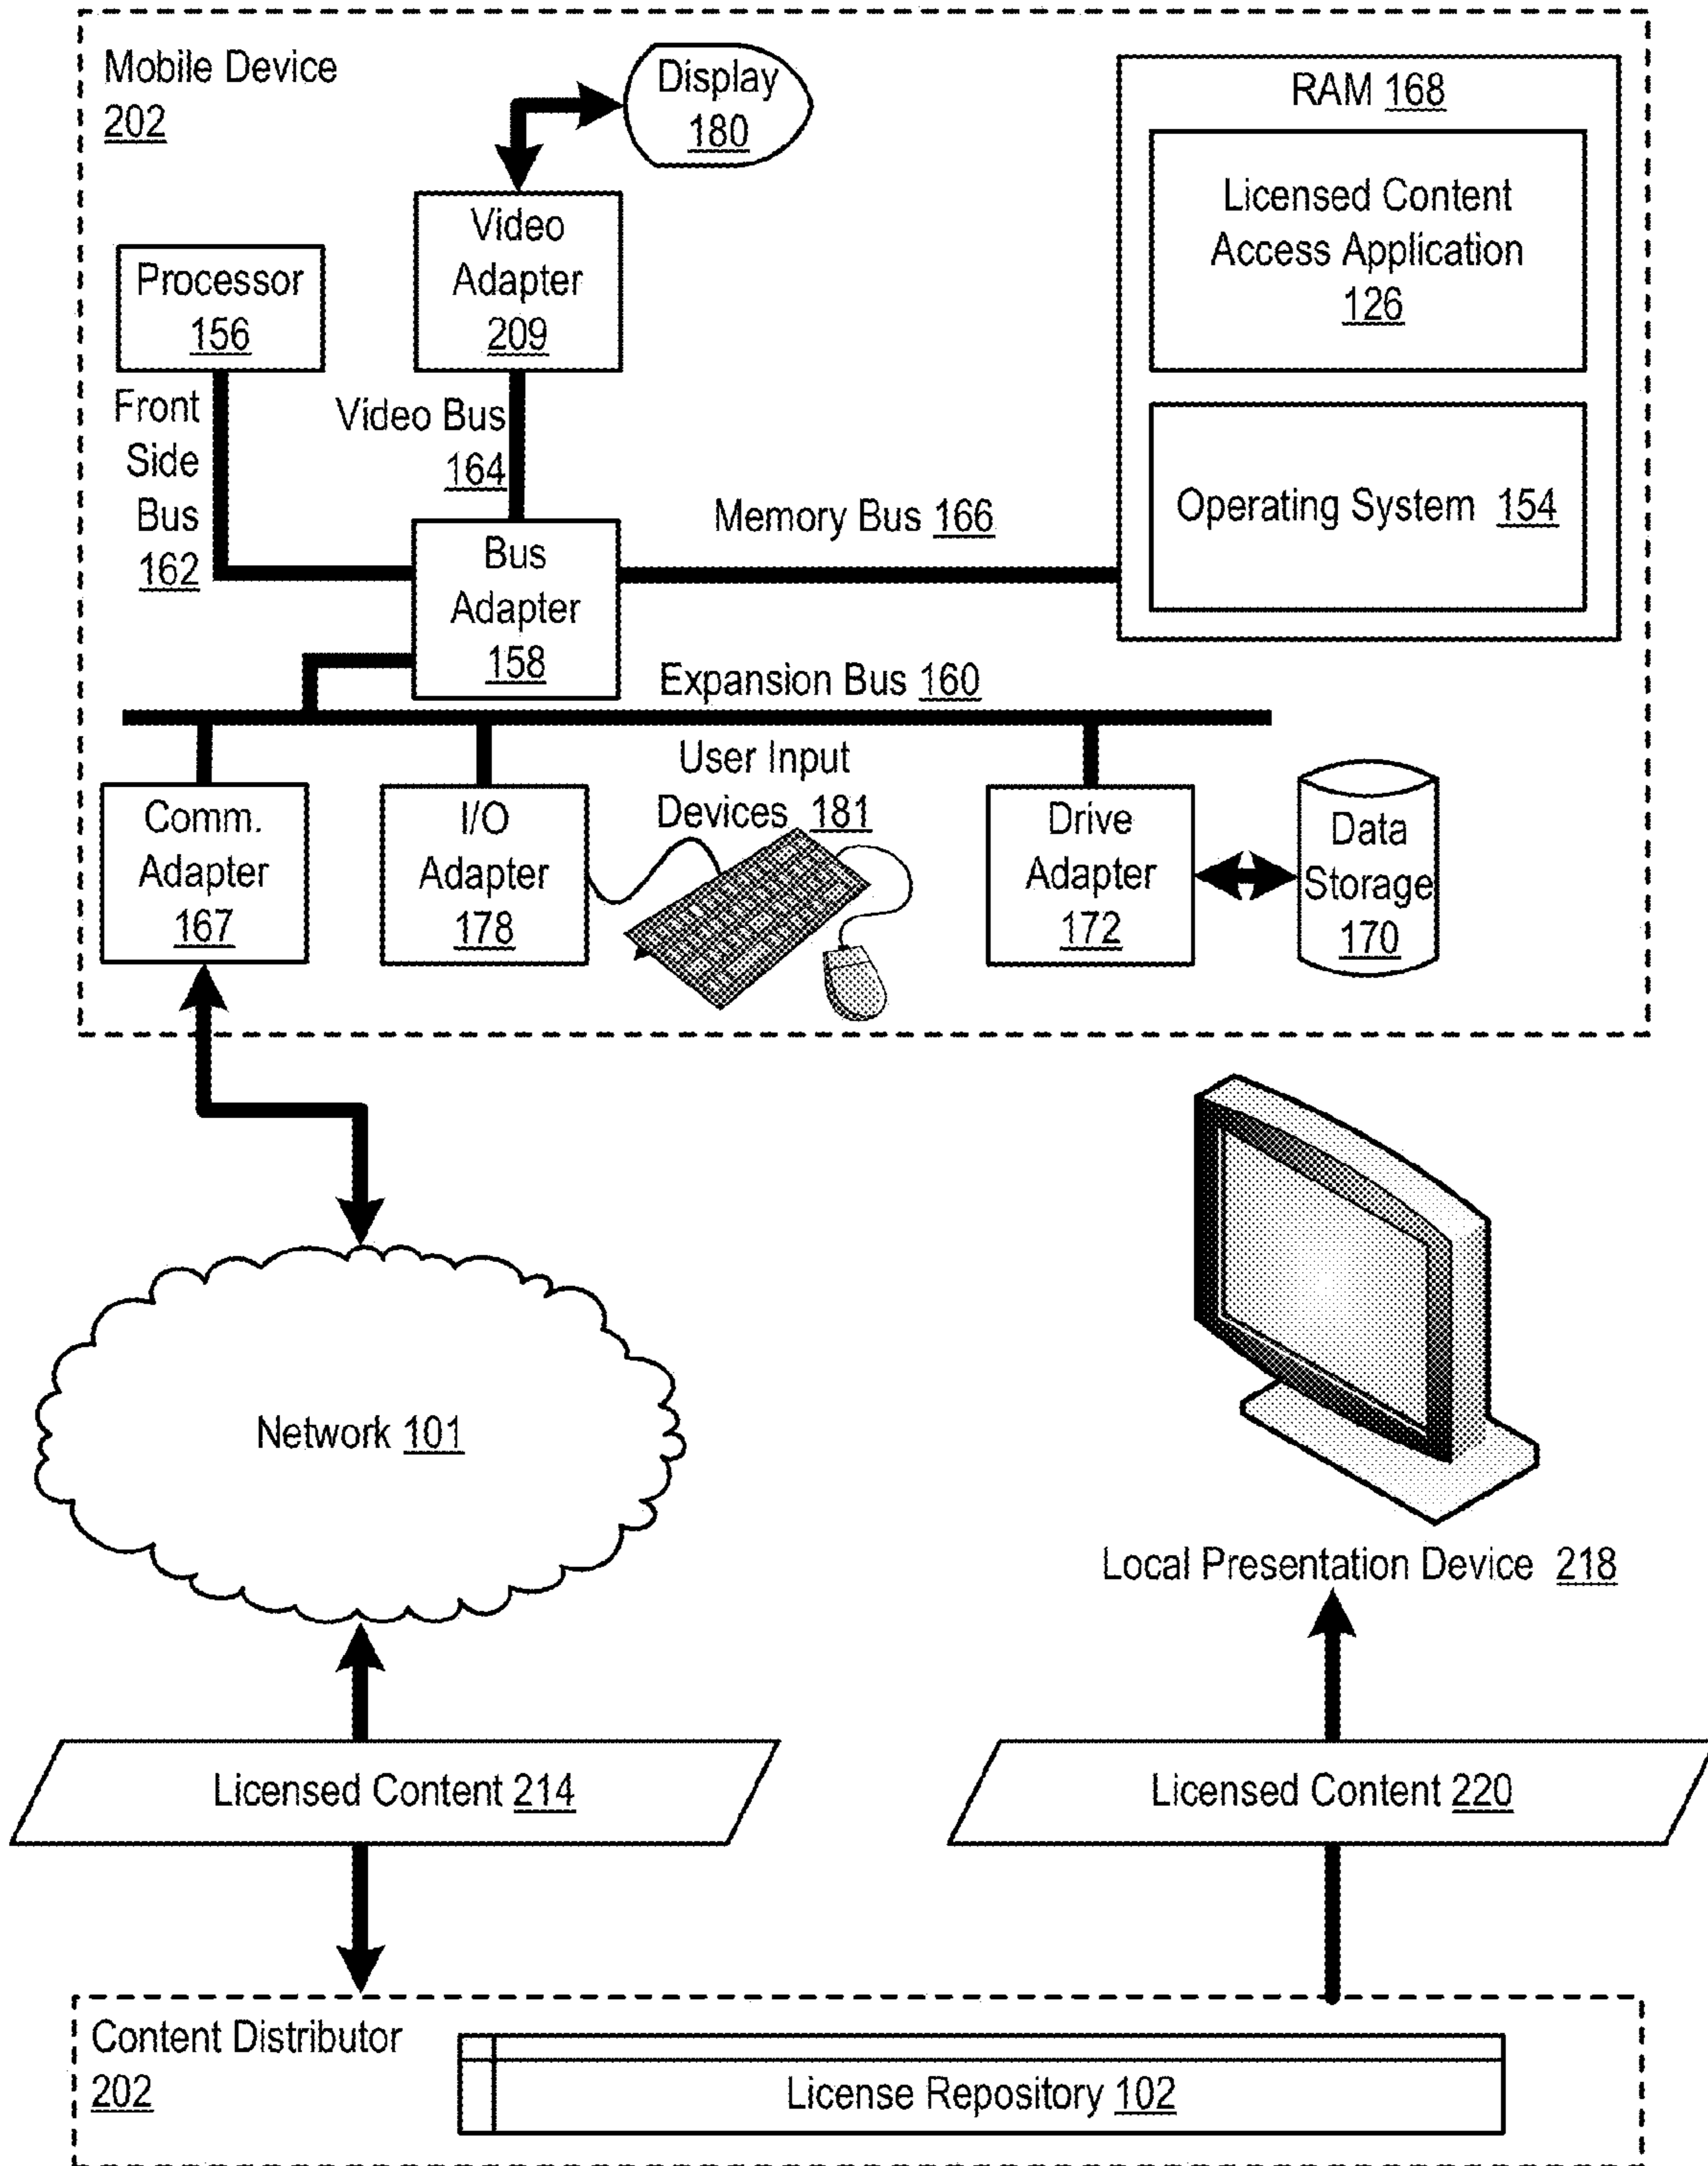 Mobile Device
202
Display
180
RAM 168
Licensed Content
Access Application
126
Operating System 154
Video
Adapter
209
Processor
156
Front
Side
Bus
162
Video Bus
164
Memory Bus 166
Bus
Adapter
158
Expansion Bus 160
Comm.
Adapter
167
I/O
Adapter
178
User Input
Devices 181
Drive
Adapter
172
Data
Storage
170
Network 101
Local Presentation Device 218
Licensed Content 214
Licensed Content 220
Content Distributor
202
License Repository 102